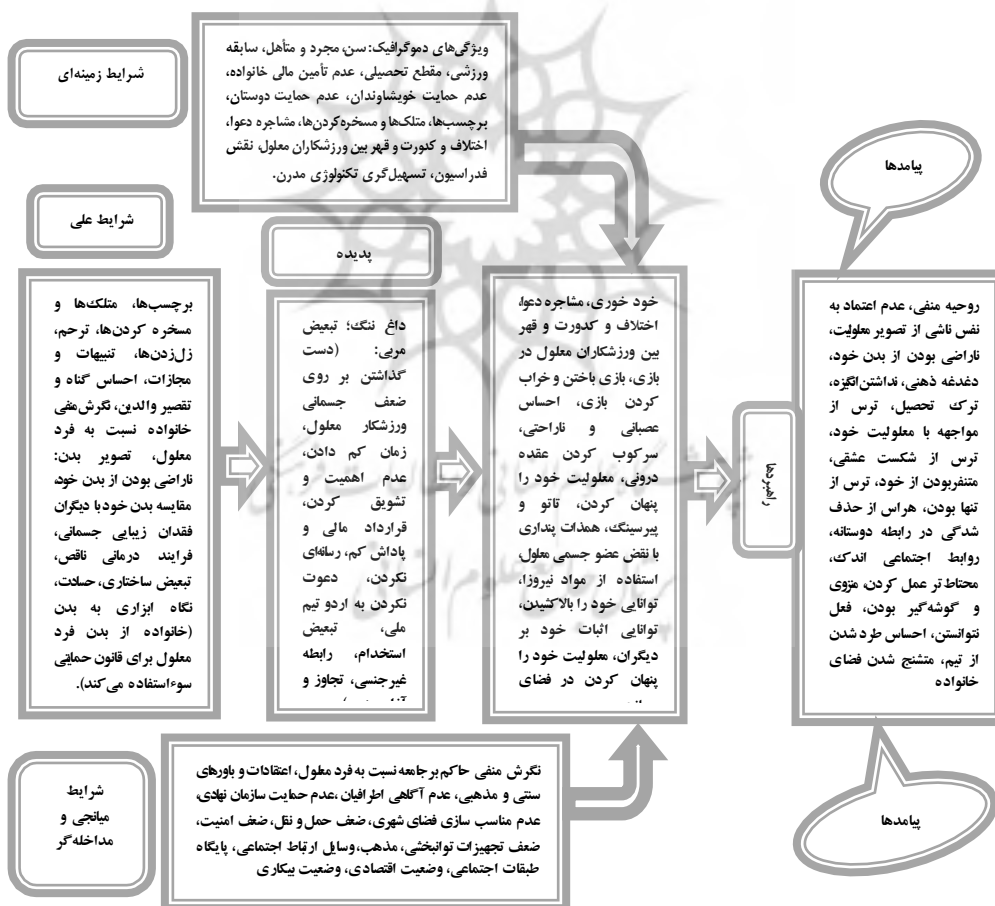 شرایط زمینه‌ای
ویژگی‌های دموگرافیک: سن، مجرد و متأهل، سابقه
ورزشی، مقطع تحصیلی، عدم تأمین مالی خانواده،
عدم حمایت خویشاوندان، عدم حمایت دوستان،
برچسب‌ها، متلک‌ها و مسخره‌کردن‌ها، مشاجره دعوا،
اختلاف و کدورت و قهر بین ورزشکاران معلول، نقش
فدراسیون، تسهیل‌گری تکنولوژی مدرن.
شرایط علی
برچسب‌ها، متلک‌ها و
مسخره کردن‌ها، ترحم،
زل‌زدن‌ها، تنبیهات و
مجازات، احساس گناه و
تقصیر والدین، نگرش منفی
خانواده نسبت به فرد
معلول، تصویر بدن:
ناراضی بودن از بدن خود،
مقایسه بدن خود با دیگران
فقدان زیبایی جسمانی،
فرایند درمانی ناقص،
تبعیض ساختاری، حسادت،
نگاه ابزاری به بدن
(خانواده از بدن فرد
معلول برای قانون حمایتی
سوءاستفاده می‌کند).
پدیده
داغ ننگ؛ تبعیض
مربی: (دست
گذاشتن بر روی
ضعف جسمانی
ورزشکار معلول،
زمان کم دادن،
عدم اهمیت و
تشویق کردن،
قرارداد مالی و
پاداش کم، رسانه‌ای
نکردن، دعوت
نکردن به اردو تیم
ملی، تبعیض
استخدام، رابطه
غیرجنسی، تجاوز و
خود خوری، مشاجره دعوا،
اختلاف و کدورت و قهر
بین ورزشکاران معلول در
بازی، بازی باختن و خراب
کردن بازی، احساس
عصبانی و ناراحتی،
سرکوب کردن عقده
درونی، معلولیت خود را
پنهان کردن، تاتو و
پیرسینگ، همذات پنداری
با نقض عضو جسمی معلول،
استفاده از مواد نیروزا،
توانایی خود را بالاکشیدن،
توانایی اثبات خود بر
دیگران، معلولیت خود را
پنهان کردن در فضای
راهبردها
پیامدها
روحیه منفی، عدم اعتماد به
نفس ناشی از تصویر معلولیت،
ناراضی بودن از بدن خود،
دغدغه ذهنی، نداشتن انگیزه،
ترک تحصیل، ترس از
مواجهه با معلولیت خود،
ترس از شکست عشقی،
متنفربودن از خود، ترس از
تنها بودن، هراس از حذف
شدگی در رابطه دوستانه،
روابط اجتماعی اندک،
محتاط‌تر عمل کردن، منزوی
و گوشه‌گیر بودن، فعل
نتوانستن، احساس طرد شدن
از تیم، متشنج شدن فضای
خانواده
پیامدها
شرایط
میانجی و
مداخله‌گر
نگرش منفی حاکم بر جامعه نسبت به فرد معلول، اعتقادات و باورهای
سنتی و مذهبی، عدم آگاهی اطرافیان، عدم حمایت سازمان نهادی،
عدم مناسب سازی فضای شهری، ضعف حمل و نقل، ضعف امنیت،
ضعف تجهیزات توانبخشی، مذهب، وسایل ارتباط اجتماعی، پایگاه
طبقات اجتماعی، وضعیت اقتصادی، وضعیت بیکاری